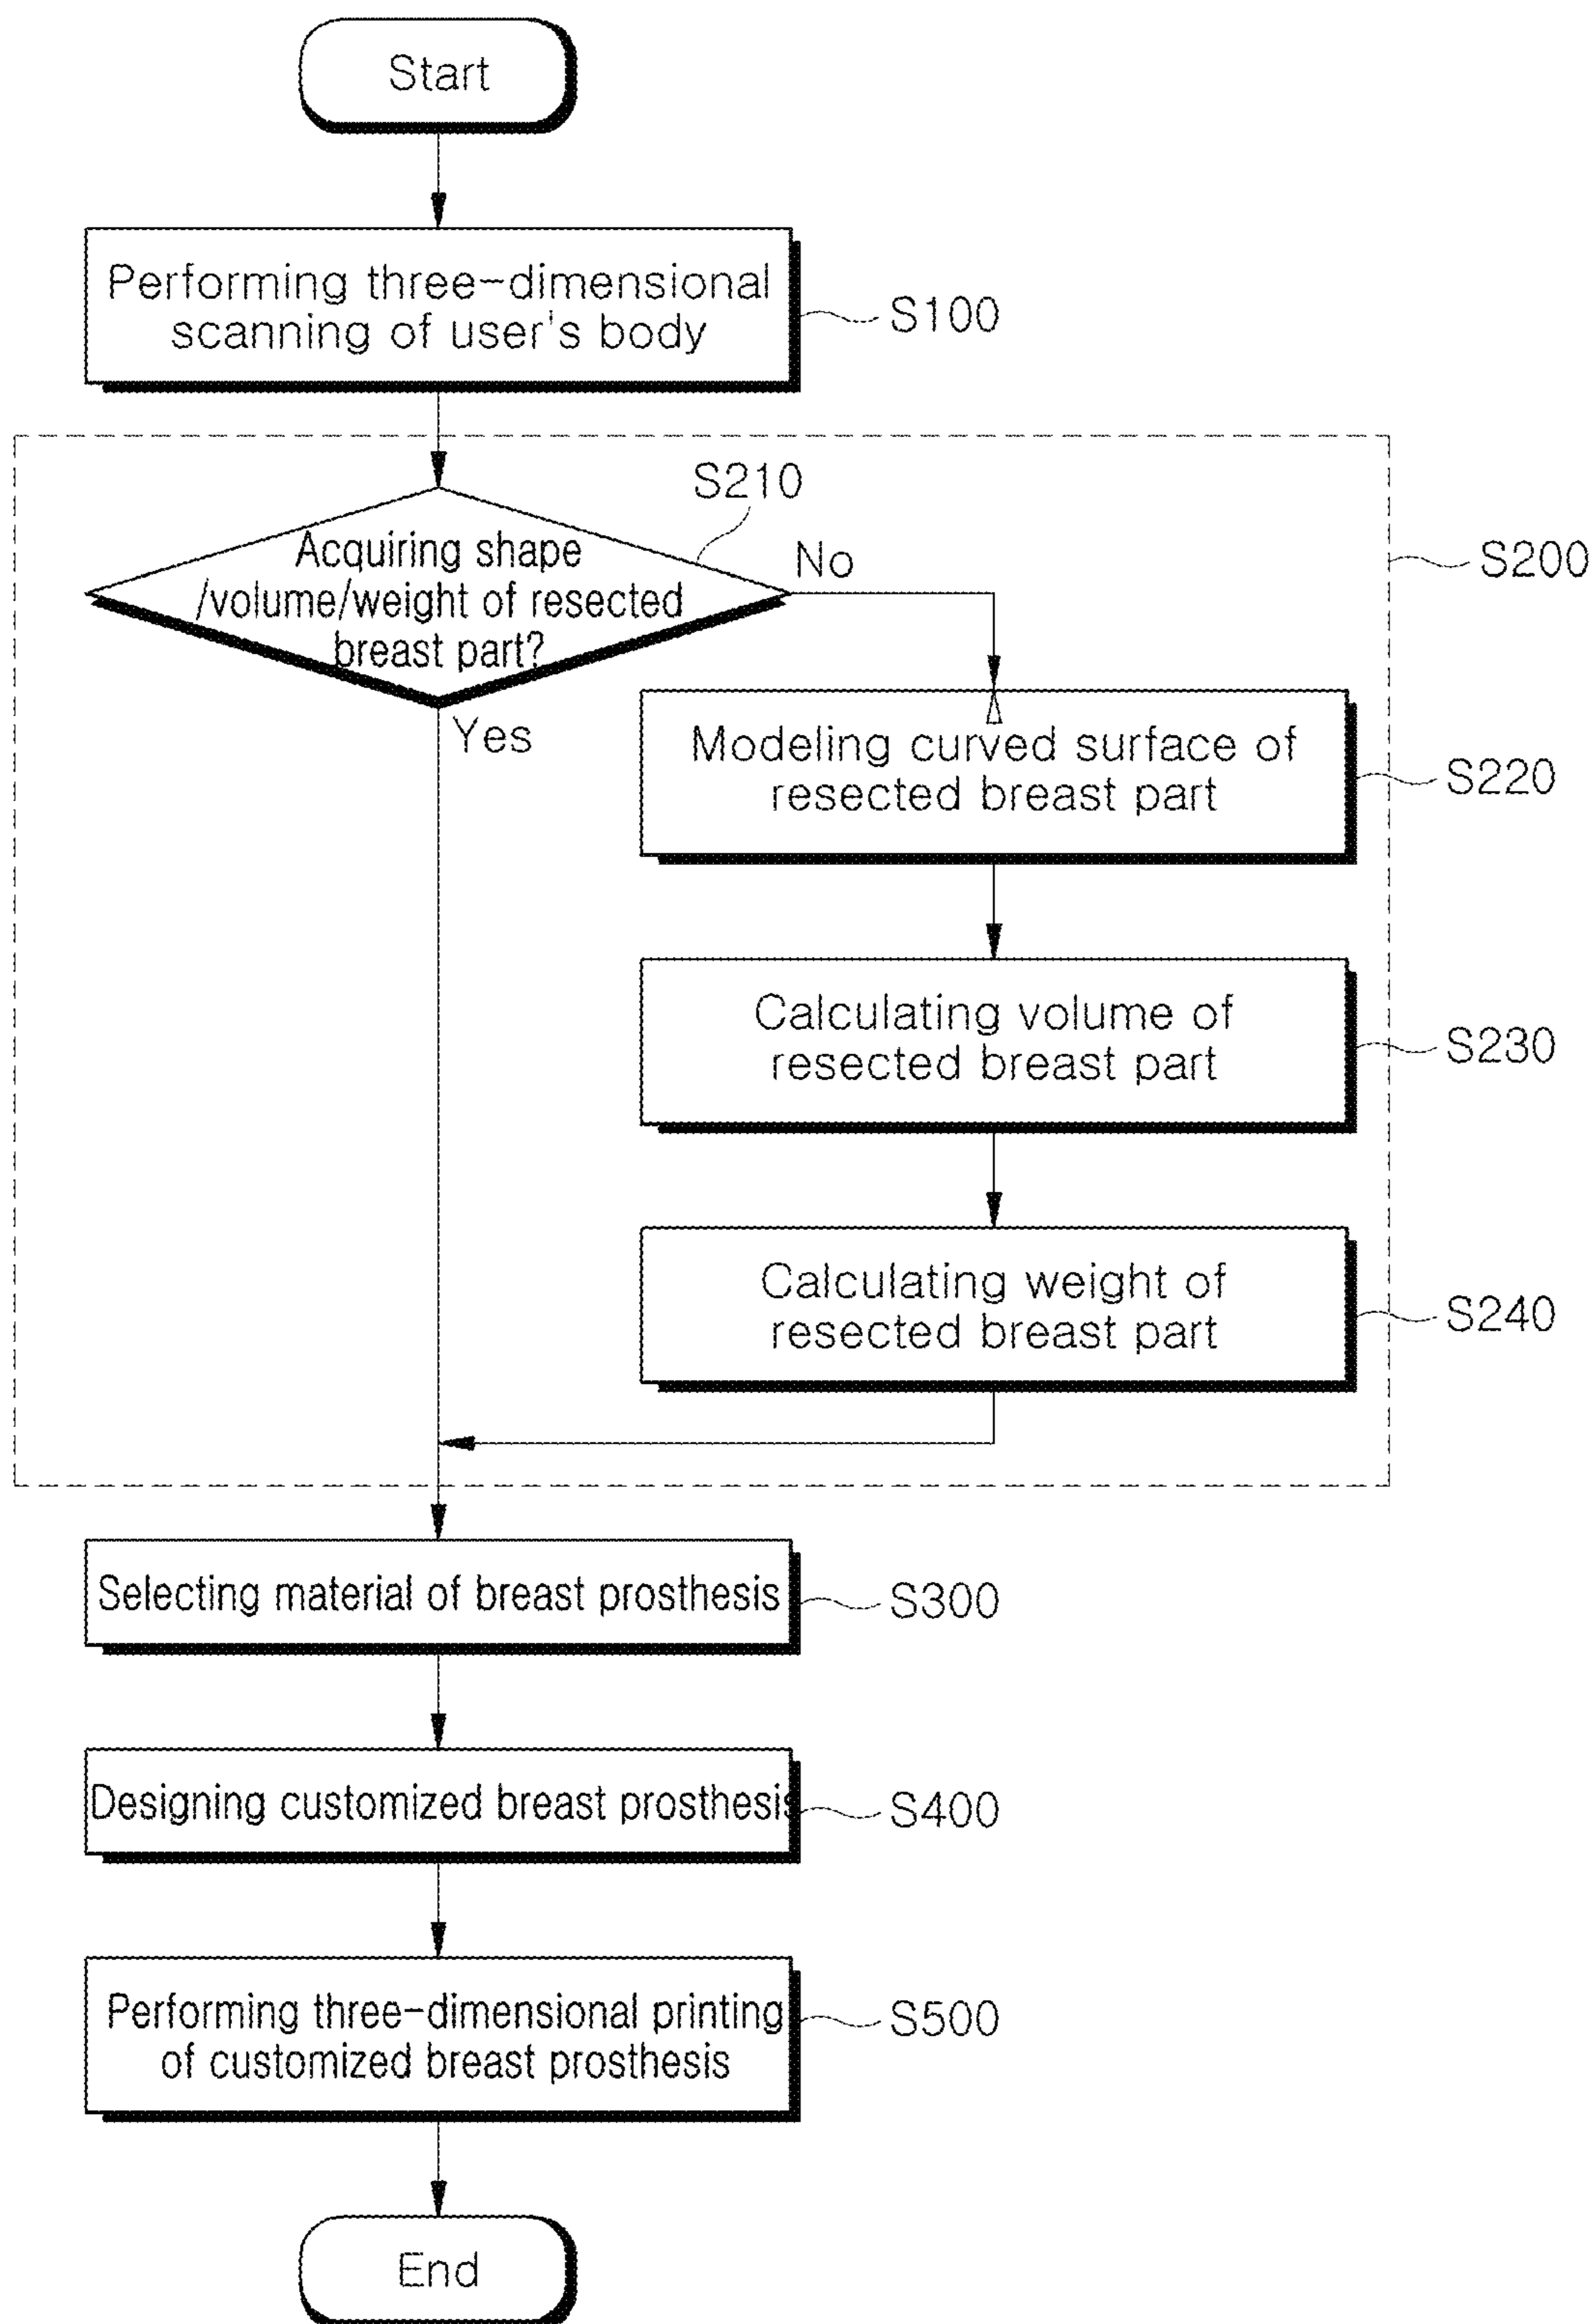 Start
Performing three-dimensional
scanning of user's body
S100
S210
Acquiring shape
/volume/weight of resected
breast part?
No
S200
Yes
Modeling curved surface of
resected breast part
S220
Calculating volume of
resected breast part
S230
Calculating weight of
resected breast part
S240
Selecting material of breast prosthesis
S300
Designing customized breast prosthesis
S400
Performing three-dimensional printing
of customized breast prosthesis
S500
End